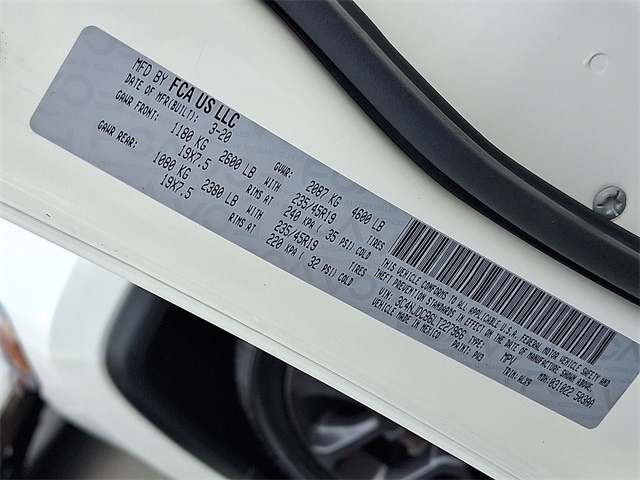 MFD BY FCA US LLC
DATE OF MFR(BUILT): 3-20 GVWR: 2087 KG 4600 LB
GAWR FRONT: 1180 KG 2600 LB WITH 235/45R19 TIRES
19X7.5 RIMS AT 240 KPA ( 35 PSI) COLD
GAWR REAR: 1080 KG 2380 LB WITH 235/45R19 TIRES
19X7.5 RIMS AT 220 KPA ( 32 PSI) COLD
THIS VEHICLE CONFORMS TO ALL APPLICABLE U.S.A. FEDERAL MOTOR VEHICLE SAFETY AND
THEFT PREVENTION STANDARDS IN EFFECT ON THE DATE OF MANUFACTURE SHOWN ABOVE.
VIN: TYPE: MPV
MADE IN MEXICO PAINT: PW3 TRIM: